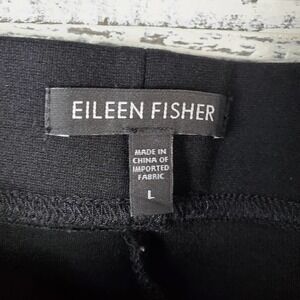 EILEEN FISHER
MADE IN
CHINA OF
IMPORTED
FABRIC
L